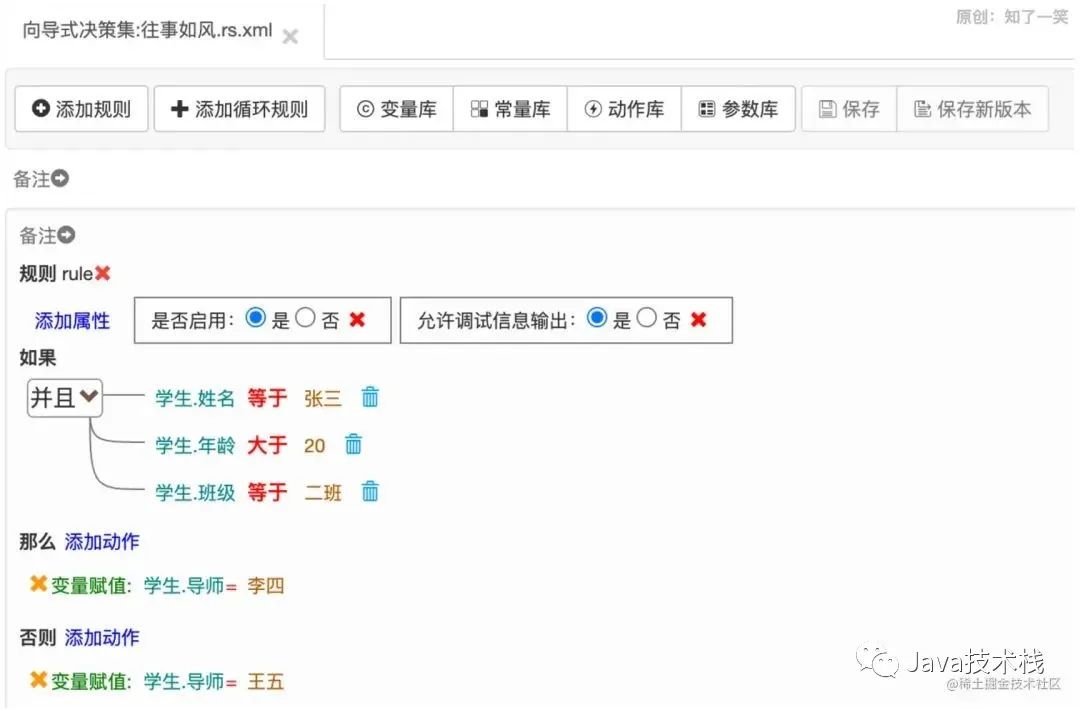 向导式决策集:往事如风.rs.xml
原创：知了一笑
添加规则 添加循环规则 变量库 常量库 动作库 参数库 保存 保存新版本
备注
备注
规则 rule
添加属性 是否启用: 是 否 允许调试信息输出: 是 否
如果
并且 学生.姓名 等于 张三
学生.年龄 大于 20
学生.班级 等于 二班
那么 添加动作
变量赋值: 学生.导师= 李四
否则 添加动作
变量赋值: 学生.导师= 王五
Java技术栈
@稀土掘金技术社区